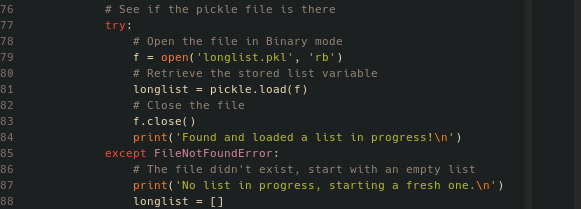 76 # See if the pickle file is there
77 try:
78 # Open the file in Binary mode
79 f = open('longlist.pkl', 'rb')
80 # Retrieve the stored list variable
81 longlist = pickle.load(f)
82 # Close the file
83 f.close()
84 print('Found and loaded a list in progress!\n')
85 except FileNotFoundError:
86 # The file didn't exist, start with an empty list
87 print('No list in progress, starting a fresh one.\n')
88 longlist = []